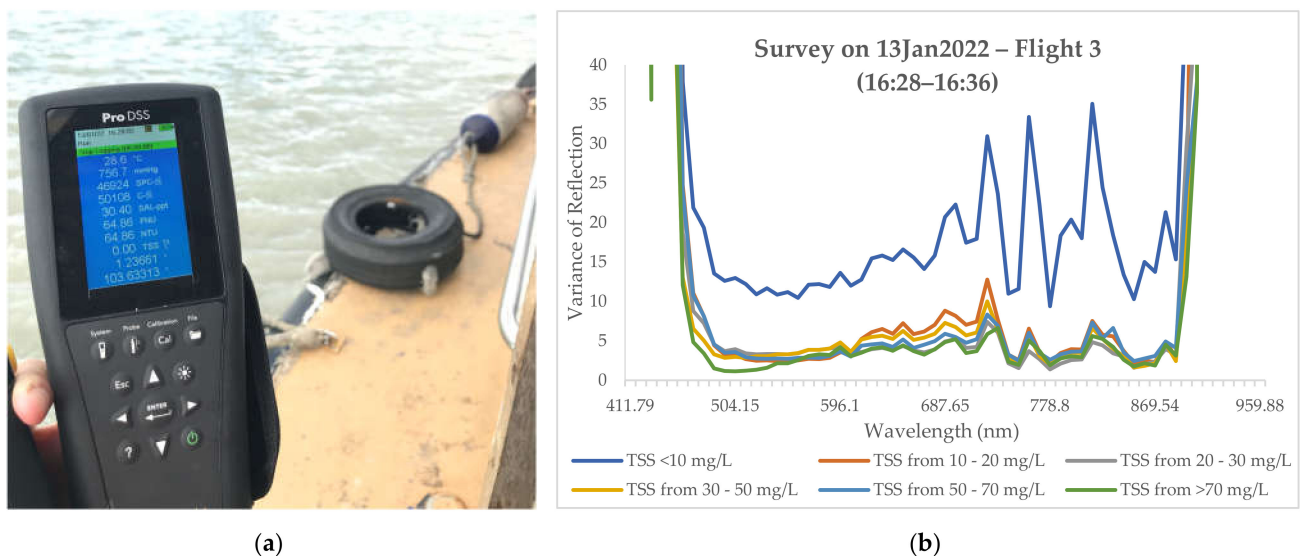 Pro DSS
28.6 °C
756.7 mmHg
46924 SPC-
50108 C-
30.40 SAL-ppt
64.86 FNU
64.86 NTU
0.00 TSS
1.23661 °
103.63313 °
System Probe Calibration File
Cal
Esc
ENTER
?
(a)
Survey on 13Jan2022 – Flight 3
(16:28–16:36)
Variance of Reflection
40
35
30
25
20
15
10
5
0
411.79 504.15 596.1 687.65 778.8 869.54 959.88
Wavelength (nm)
TSS <10 mg/L TSS from 10 - 20 mg/L TSS from 20 - 30 mg/L
TSS from 30 - 50 mg/L TSS from 50 - 70 mg/L TSS from >70 mg/L
(b)